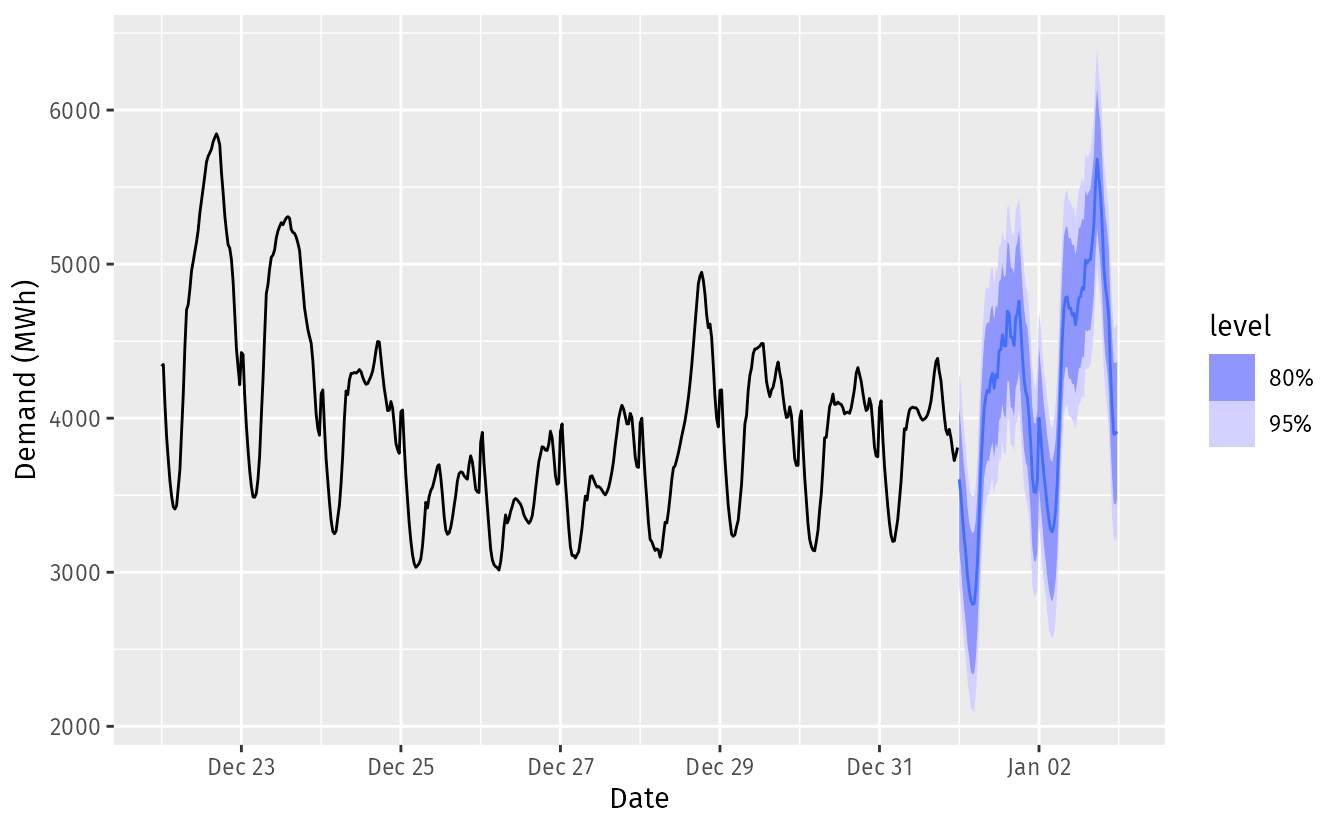 Demand (MWh)
6000
5000
4000
3000
2000
Dec 23
Dec 25
Dec 27
Dec 29
Dec 31
Jan 02
Date
level
80%
95%